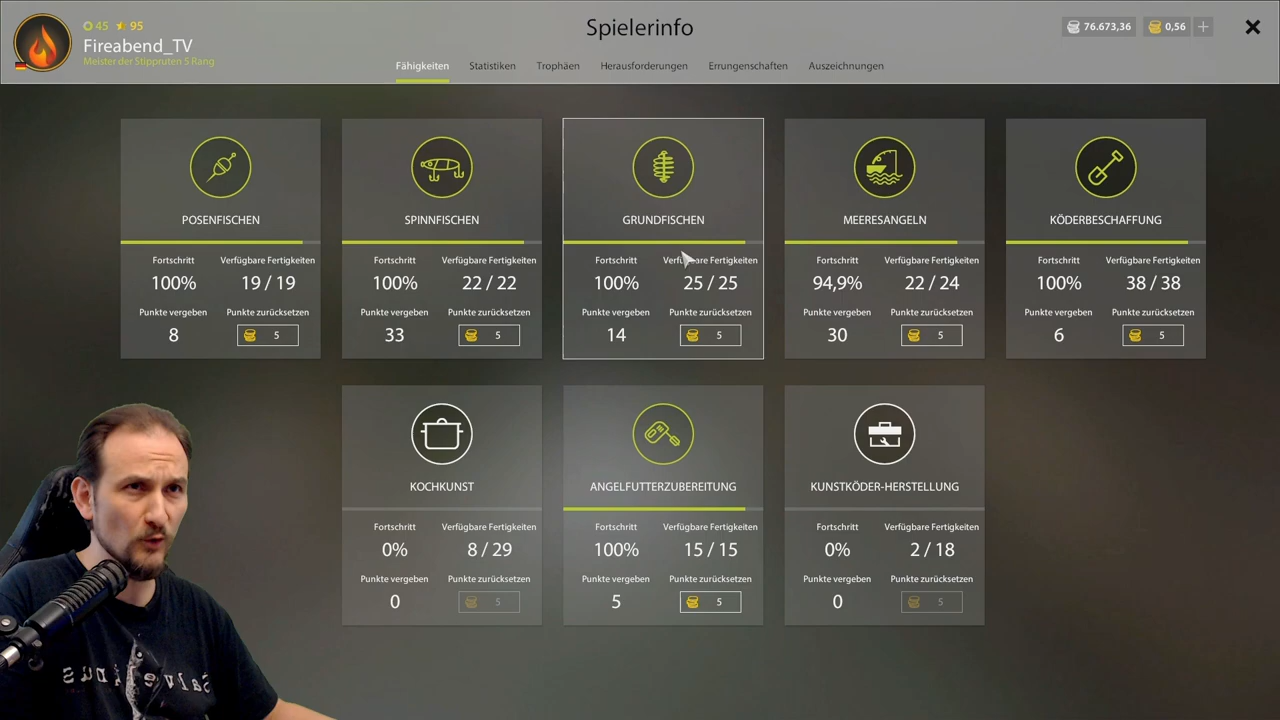 45 95
Fireabend_TV
Meister der Stippruten 5 Rang
Spielerinfo
76.673,36 0,56 +
Fähigkeiten Statistiken Trophäen Herausforderungen Errungenschaften Auszeichnungen
POSENFISCHEN
Fortschritt Verfügbare Fertigkeiten
100% 19 / 19
Punkte vergeben Punkte zurücksetzen
8 5
SPINNFISCHEN
Fortschritt Verfügbare Fertigkeiten
100% 22 / 22
Punkte vergeben Punkte zurücksetzen
33 5
GRUNDFISCHEN
Fortschritt Verfügbare Fertigkeiten
100% 25 / 25
Punkte vergeben Punkte zurücksetzen
14 5
MEERESANGELN
Fortschritt Verfügbare Fertigkeiten
94,9% 22 / 24
Punkte vergeben Punkte zurücksetzen
30 5
KÖDERBESCHAFFUNG
Fortschritt Verfügbare Fertigkeiten
100% 38 / 38
Punkte vergeben Punkte zurücksetzen
6 5
KOCHKUNST
Fortschritt Verfügbare Fertigkeiten
0% 8 / 29
Punkte vergeben Punkte zurücksetzen
0 5
ANGELFUTTERZUBEREITUNG
Fortschritt Verfügbare Fertigkeiten
100% 15 / 15
Punkte vergeben Punkte zurücksetzen
5 5
KUNSTKÖDER-HERSTELLUNG
Fortschritt Verfügbare Fertigkeiten
0% 2 / 18
Punkte vergeben Punkte zurücksetzen
0 5